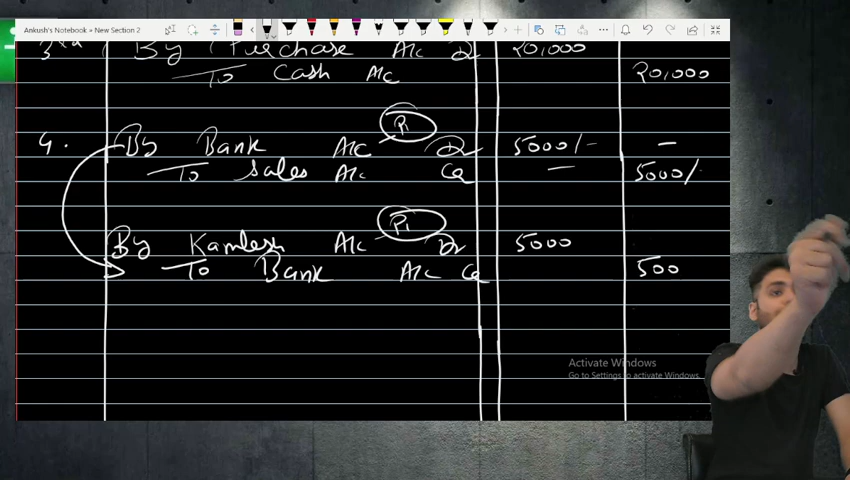 Ankush's Notebook » New Section 2
3rd By Purchase A/c Dr 20,000
To Cash A/c 20,000
4. By Bank A/c Dr 5000/- -
To Sales A/c Cr - 5000/-
By Kamlesh A/c Dr 5000
To Bank A/c Cr 500
Activate Windows
Go to Settings to activate Windows.